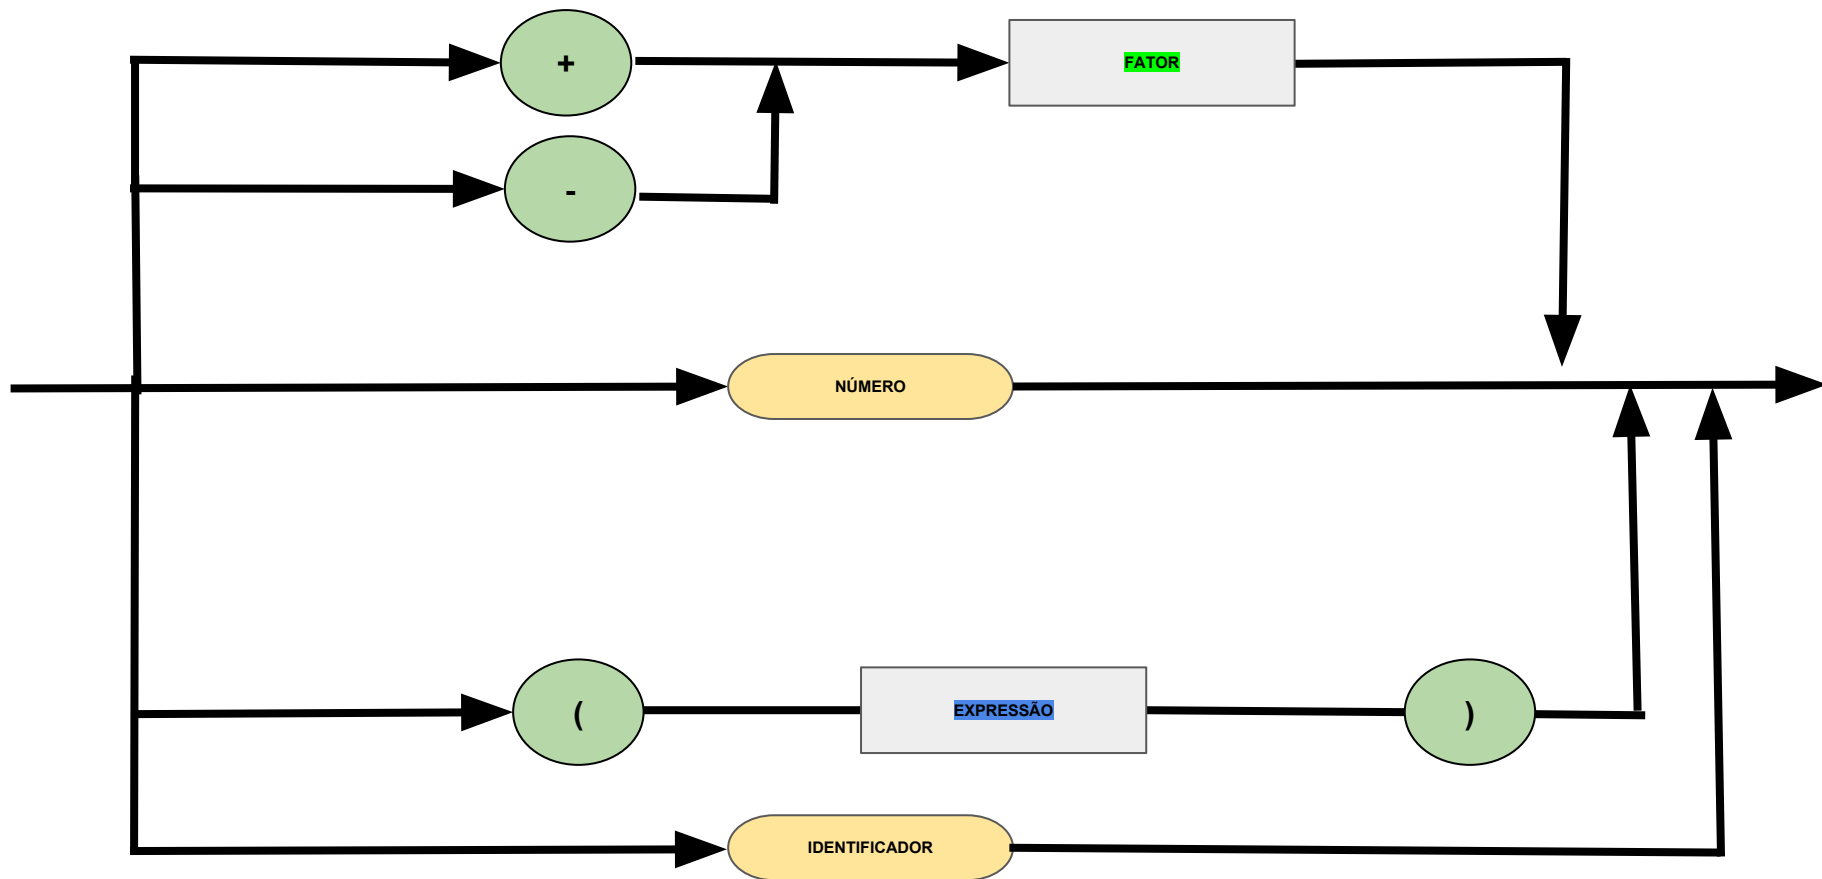 +
FATOR
-
NÚMERO
(
EXPRESSÃO
)
IDENTIFICADOR